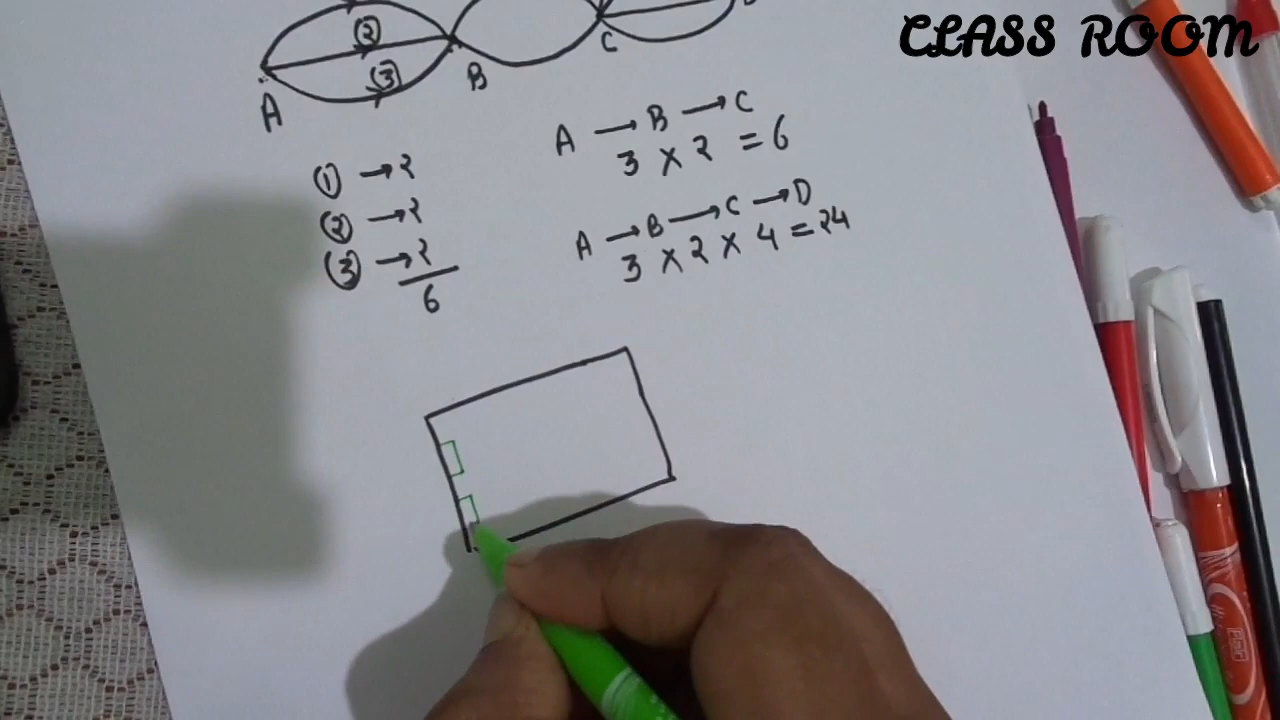 CLASS ROOM
(2)
(3)
A
B
C
A → B → C
3 × 2 = 6
① → 2
② → 2
③ → 2
6
A → B → C → D
3 × 2 × 4 = 24